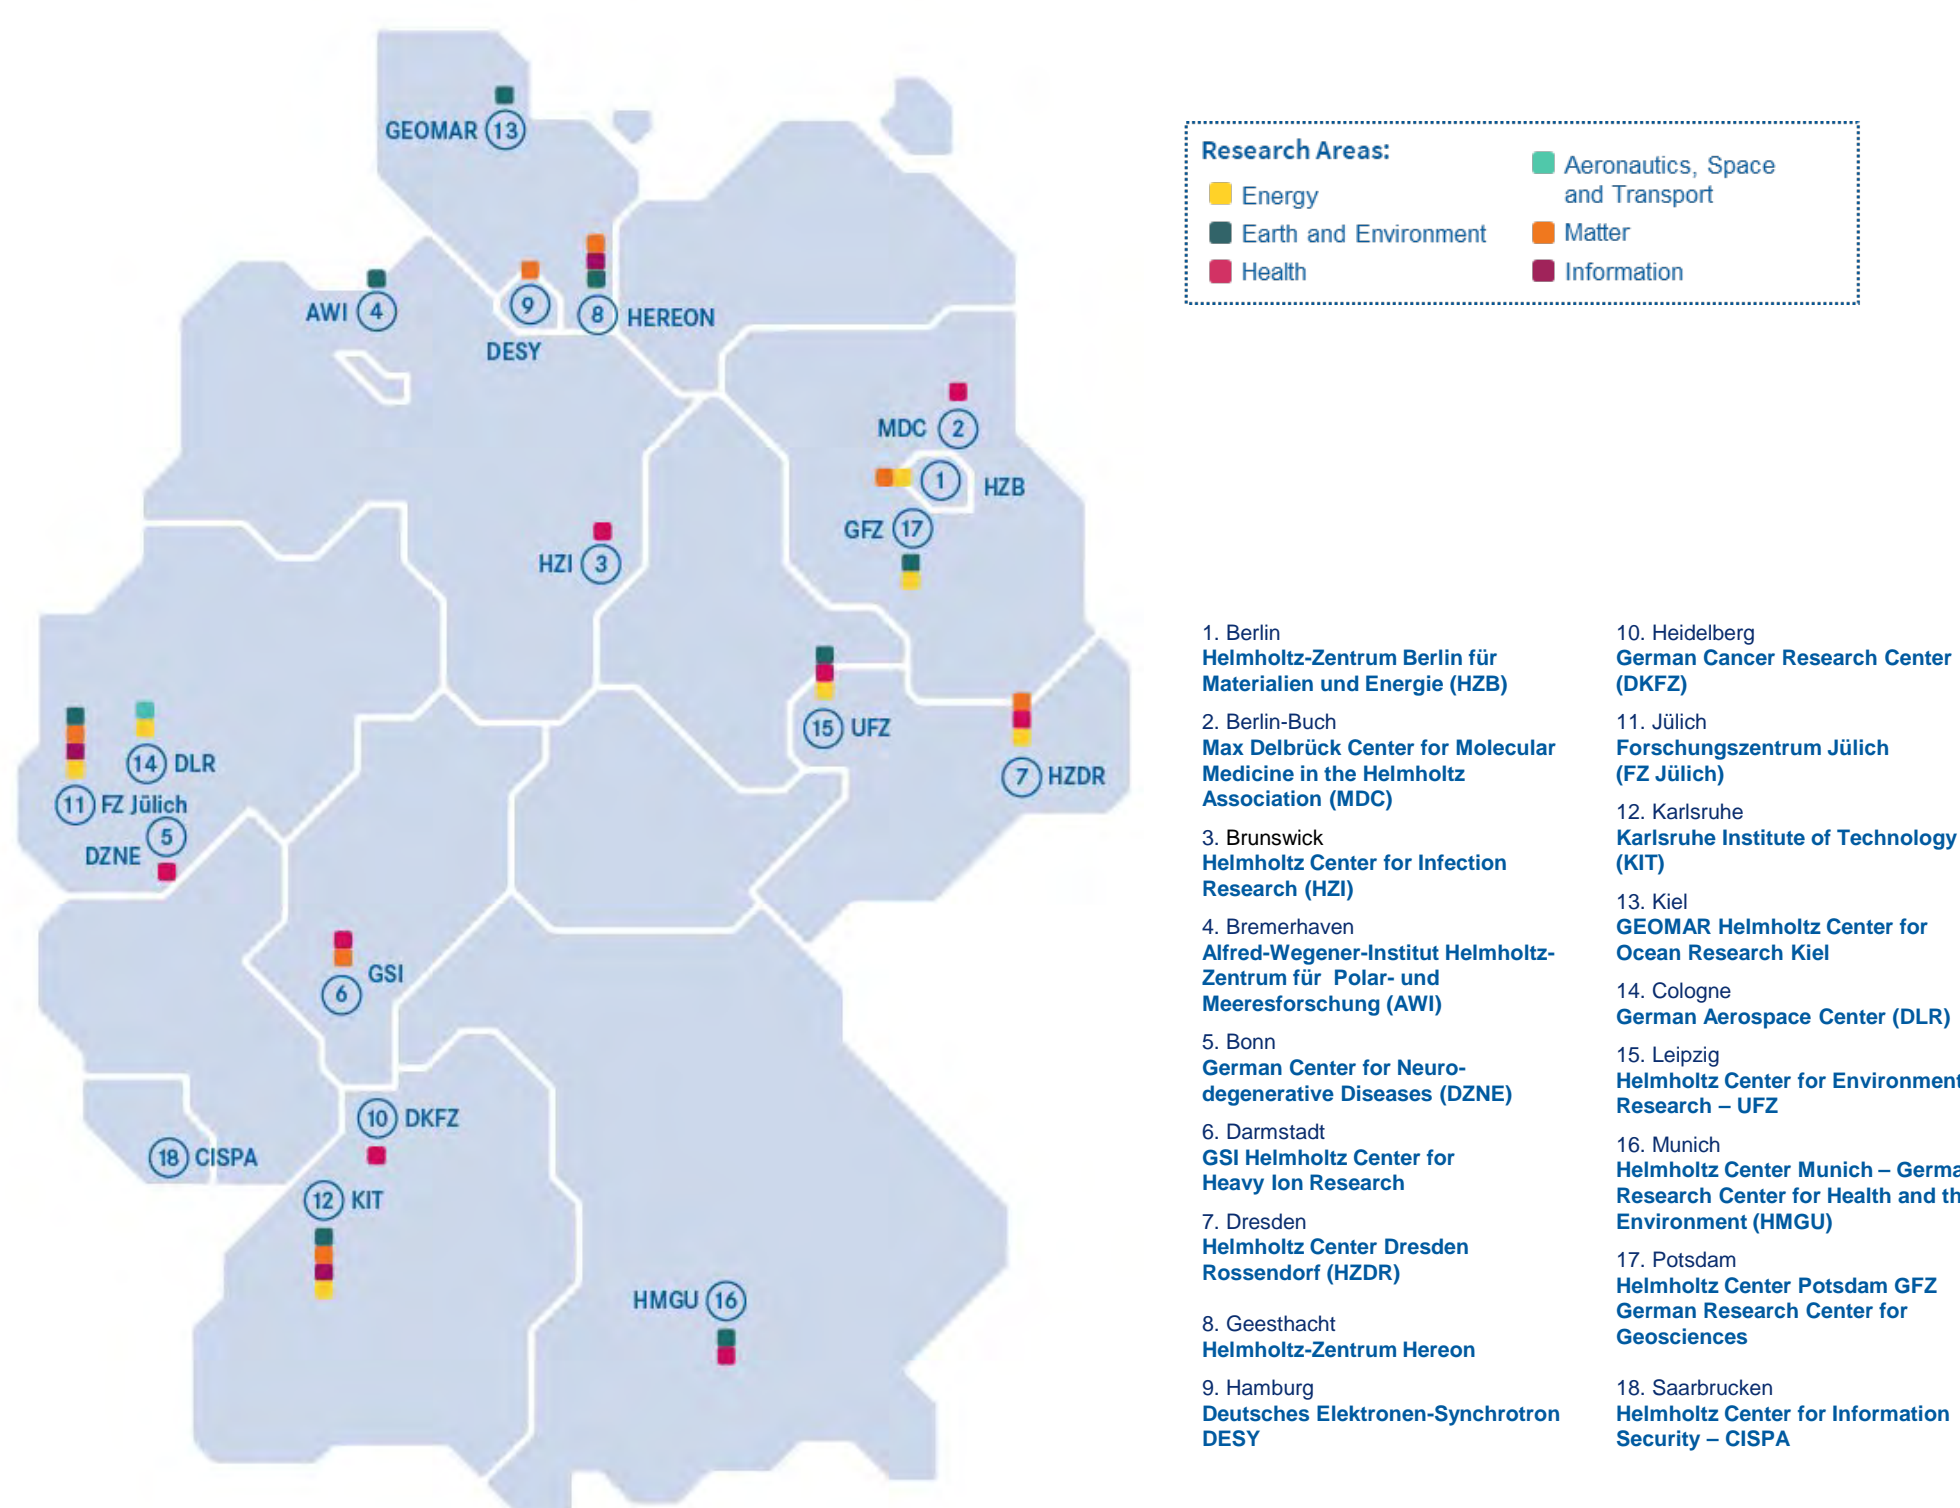 GEOMAR 13
AWI 4
9
DESY
8 HEREON
MDC 2
1 HZB
GFZ 17
HZI 3
15 UFZ
7 HZDR
14 DLR
11 FZ Jülich
5
DZNE
GSI
6
10 DKFZ
18 CISPA
12 KIT
HMGU 16
Research Areas:
Energy
Earth and Environment
Health
Aeronautics, Space
and Transport
Matter
Information
1. Berlin
Helmholtz-Zentrum Berlin für
Materialien und Energie (HZB)
2. Berlin-Buch
Max Delbrück Center for Molecular
Medicine in the Helmholtz
Association (MDC)
3. Brunswick
Helmholtz Center for Infection
Research (HZI)
4. Bremerhaven
Alfred-Wegener-Institut Helmholtz-
Zentrum für Polar- und
Meeresforschung (AWI)
5. Bonn
German Center for Neuro-
degenerative Diseases (DZNE)
6. Darmstadt
GSI Helmholtz Center for
Heavy Ion Research
7. Dresden
Helmholtz Center Dresden
Rossendorf (HZDR)
8. Geesthacht
Helmholtz-Zentrum Hereon
9. Hamburg
Deutsches Elektronen-Synchrotron
DESY
10. Heidelberg
German Cancer Research Center
(DKFZ)
11. Jülich
Forschungszentrum Jülich
(FZ Jülich)
12. Karlsruhe
Karlsruhe Institute of Technology
(KIT)
13. Kiel
GEOMAR Helmholtz Center for
Ocean Research Kiel
14. Cologne
German Aerospace Center (DLR)
15. Leipzig
Helmholtz Center for Environment
Research – UFZ
16. Munich
Helmholtz Center Munich – Germa
Research Center for Health and th
Environment (HMGU)
17. Potsdam
Helmholtz Center Potsdam GFZ
German Research Center for
Geosciences
18. Saarbrucken
Helmholtz Center for Information
Security – CISPA